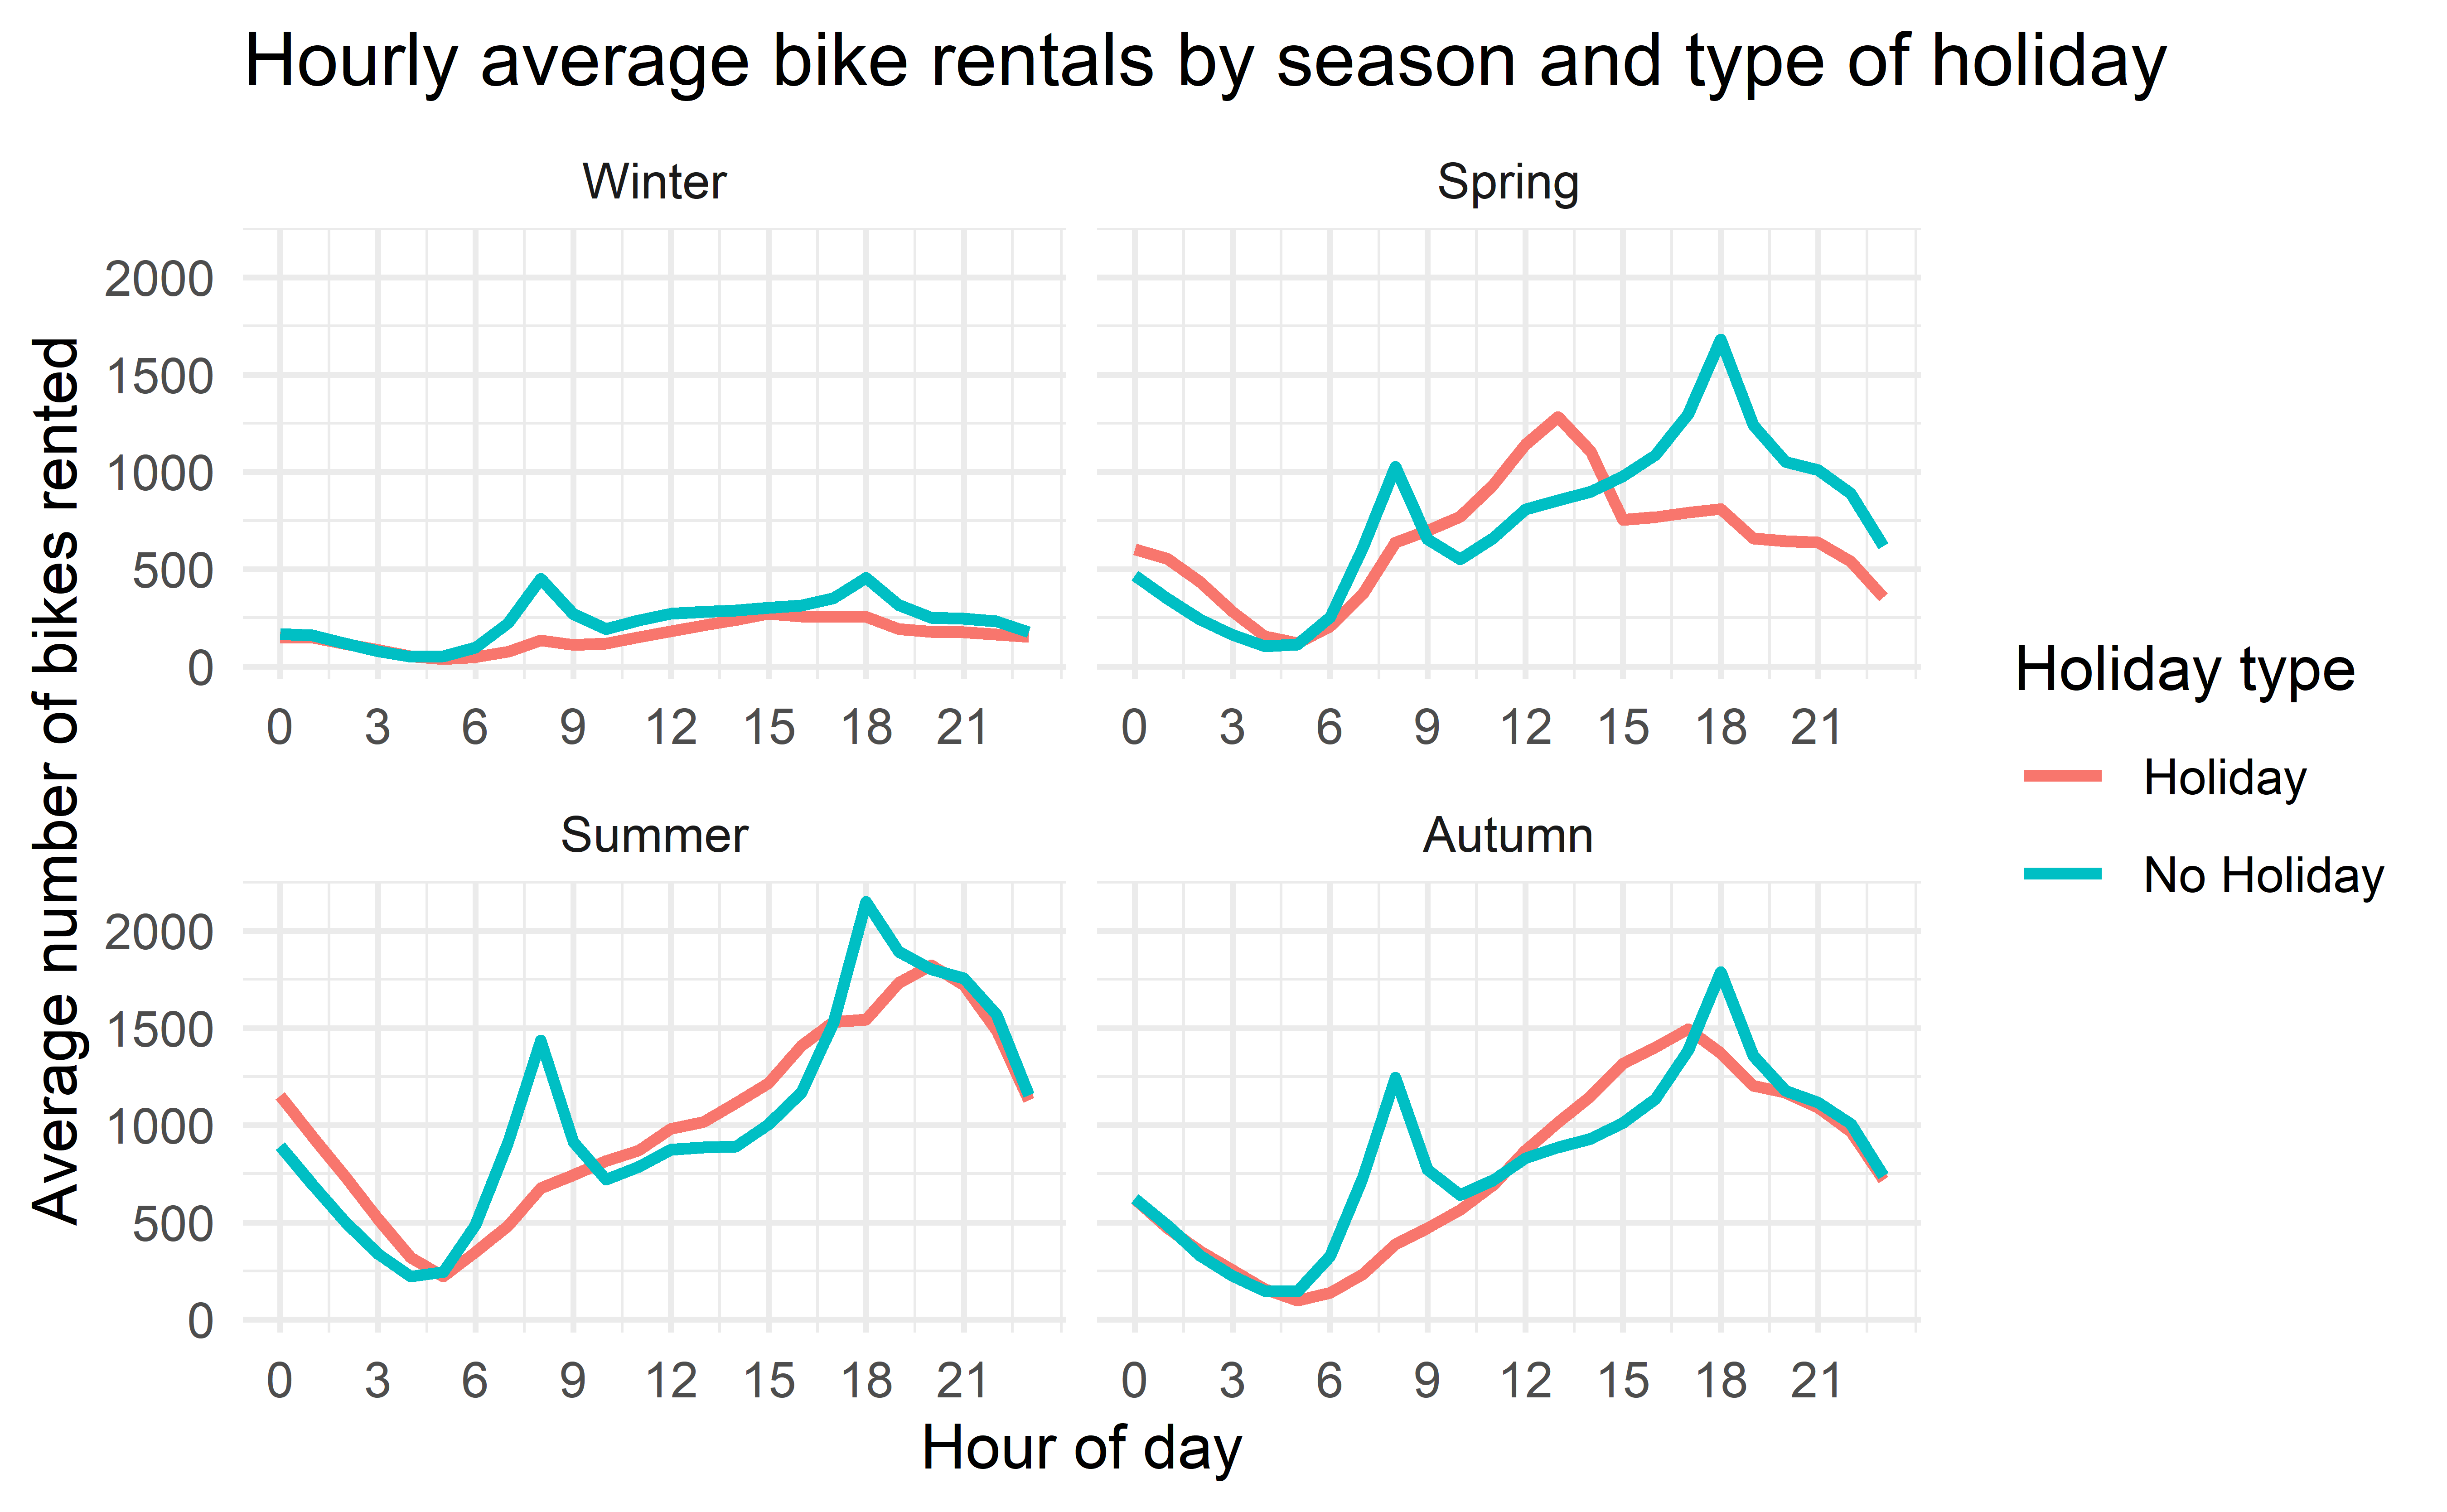 Hourly average bike rentals by season and type of holiday
Winter
Spring
2000
1500
1000
500
0
0 3 6 9 12 15 18 21
0 3 6 9 12 15 18 21
Summer
Autumn
2000
1500
1000
500
0
0 3 6 9 12 15 18 21
0 3 6 9 12 15 18 21
Hour of day
Average number of bikes rented
Holiday type
Holiday
No Holiday